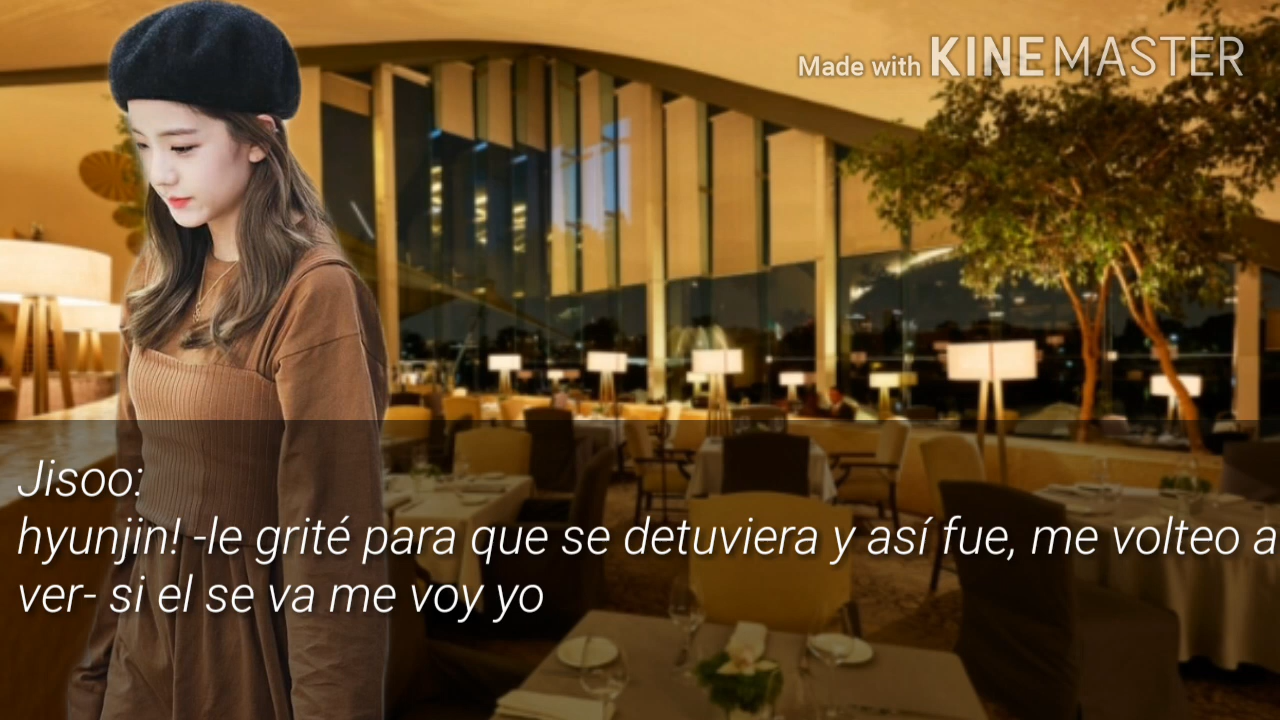 Made with KINEMASTER
Jisoo:
hyunjin! -le grité para que se detuviera y así fue, me volteo a
ver- si el se va me voy yo